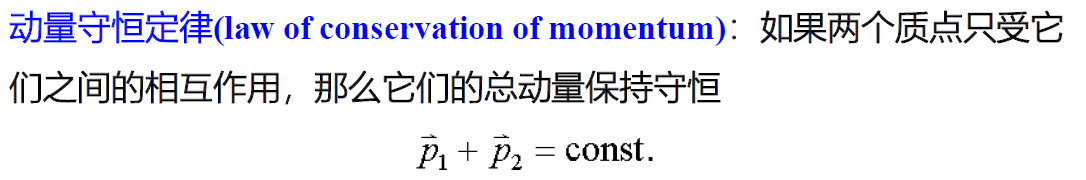 动量守恒定律(law of conservation of momentum)：如果两个质点只受它
们之间的相互作用，那么它们的总动量保持守恒
p⃗₁ + p⃗₂ = const.